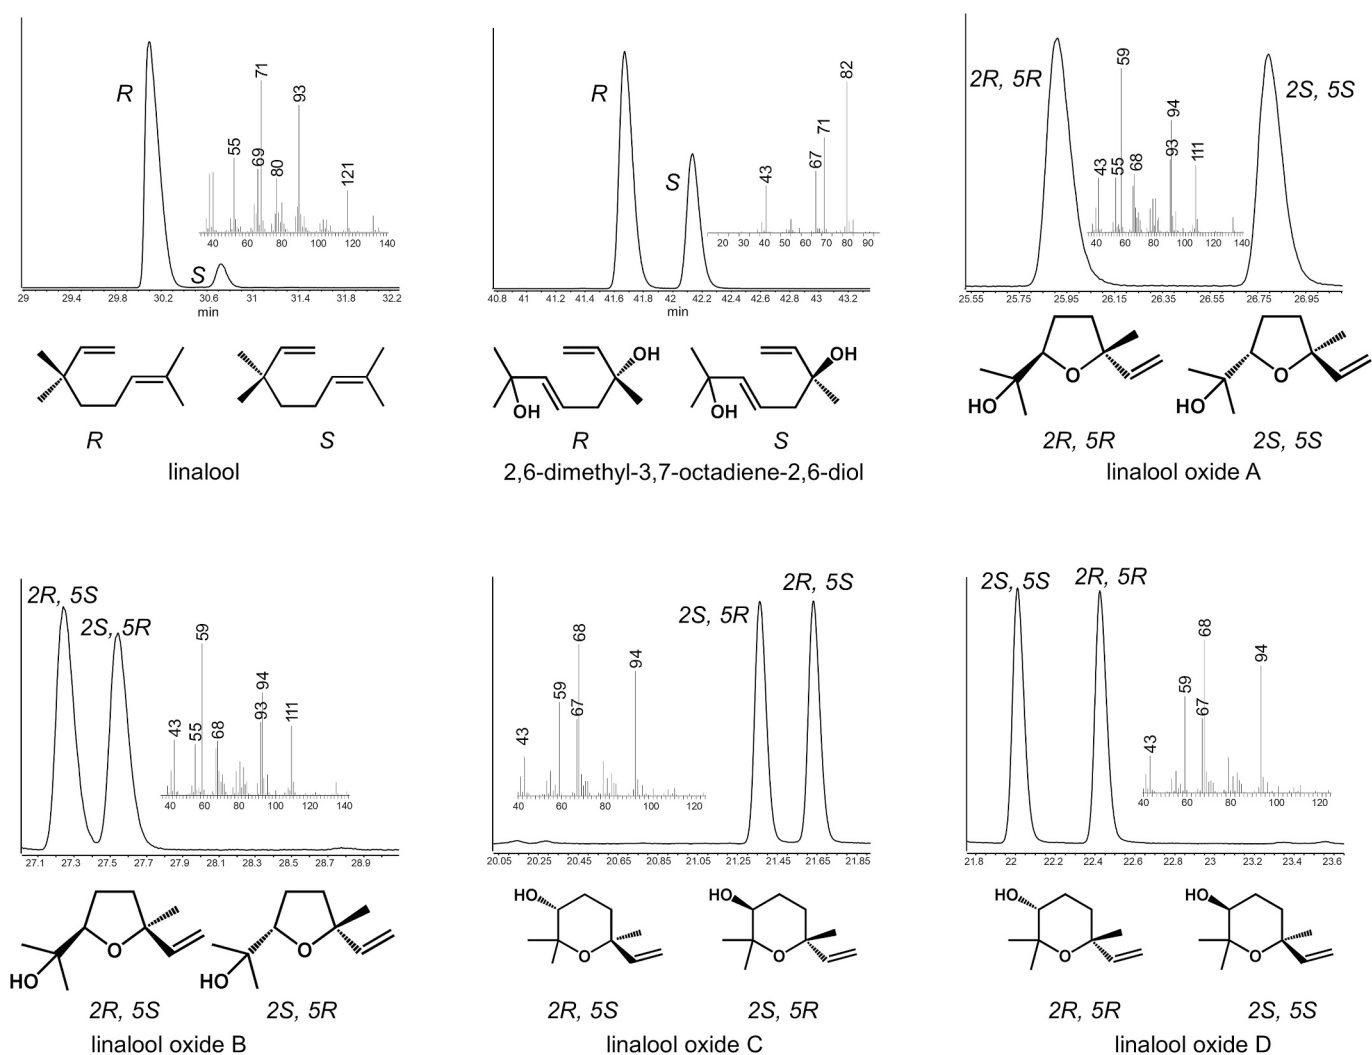 R
S
55
69
71
80
93
121
40 60 80 100 120 140
29 29.4 29.8 30.2 30.6 31 31.4 31.8 32.2
min
R
S
linalool
R
S
43
67
71
82
20 30 40 50 60 70 80 90
40.8 41 41.2 41.4 41.6 41.8 42 42.2 42.4 42.6 42.8 43 43.2
min
OH
OH
OH
OH
R
S
2,6-dimethyl-3,7-octadiene-2,6-diol
2R, 5R
2S, 5S
43
55
59
68
93
94
111
40 60 80 100 120 140
25.55 25.75 25.95 26.15 26.35 26.55 26.75 26.95
O
HO
O
HO
2R, 5R
2S, 5S
linalool oxide A
2R, 5S
2S, 5R
43
55
59
68
93
94
111
40 60 80 100 120 140
27.1 27.3 27.5 27.7 27.9 28.1 28.3 28.5 28.7 28.9
O
HO
O
HO
2R, 5S
2S, 5R
linalool oxide B
2S, 5R
2R, 5S
43
59
67
68
94
40 60 80 100 120
20.05 20.25 20.45 20.65 20.85 21.05 21.25 21.45 21.65 21.85
HO
O
HO
O
2R, 5S
2S, 5R
linalool oxide C
2S, 5S
2R, 5R
43
59
67
68
94
40 60 80 100 120
21.8 22 22.2 22.4 22.6 22.8 23 23.2 23.4 23.6
HO
O
HO
O
2R, 5R
2S, 5S
linalool oxide D